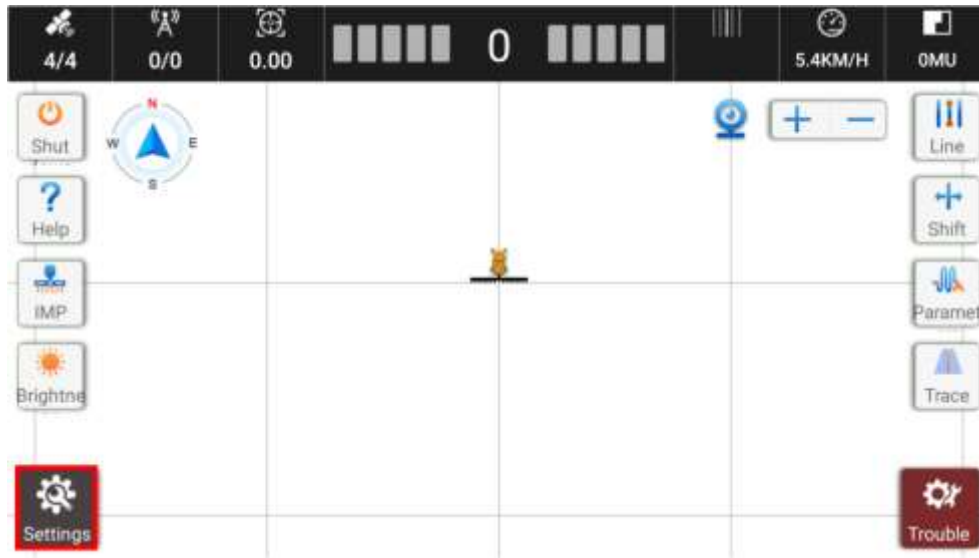 4/4
0/0
0.00
0
5.4KM/H
0MU
Shut
N
W
E
S
Help
IMP
Brightne
Settings
Line
Shift
Paramet
Trace
Trouble